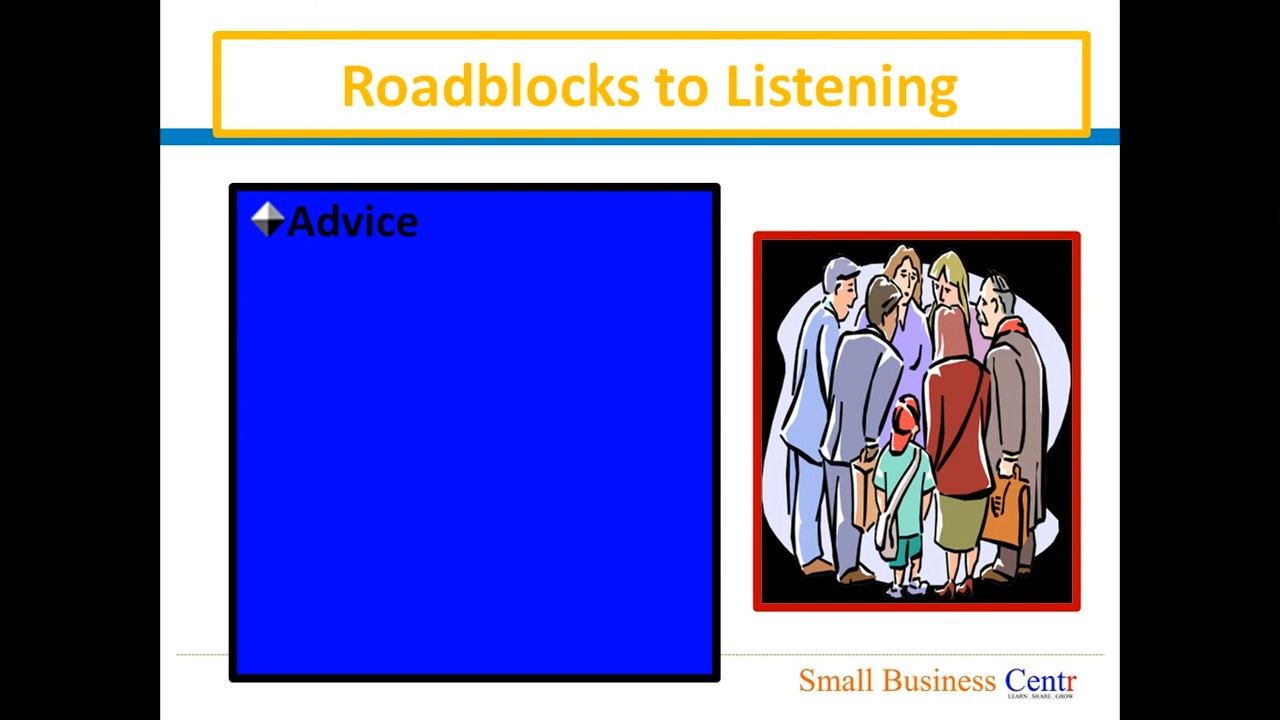 Roadblocks to Listening
Advice
Small Business Centr
LEARN . SHARE . GROW